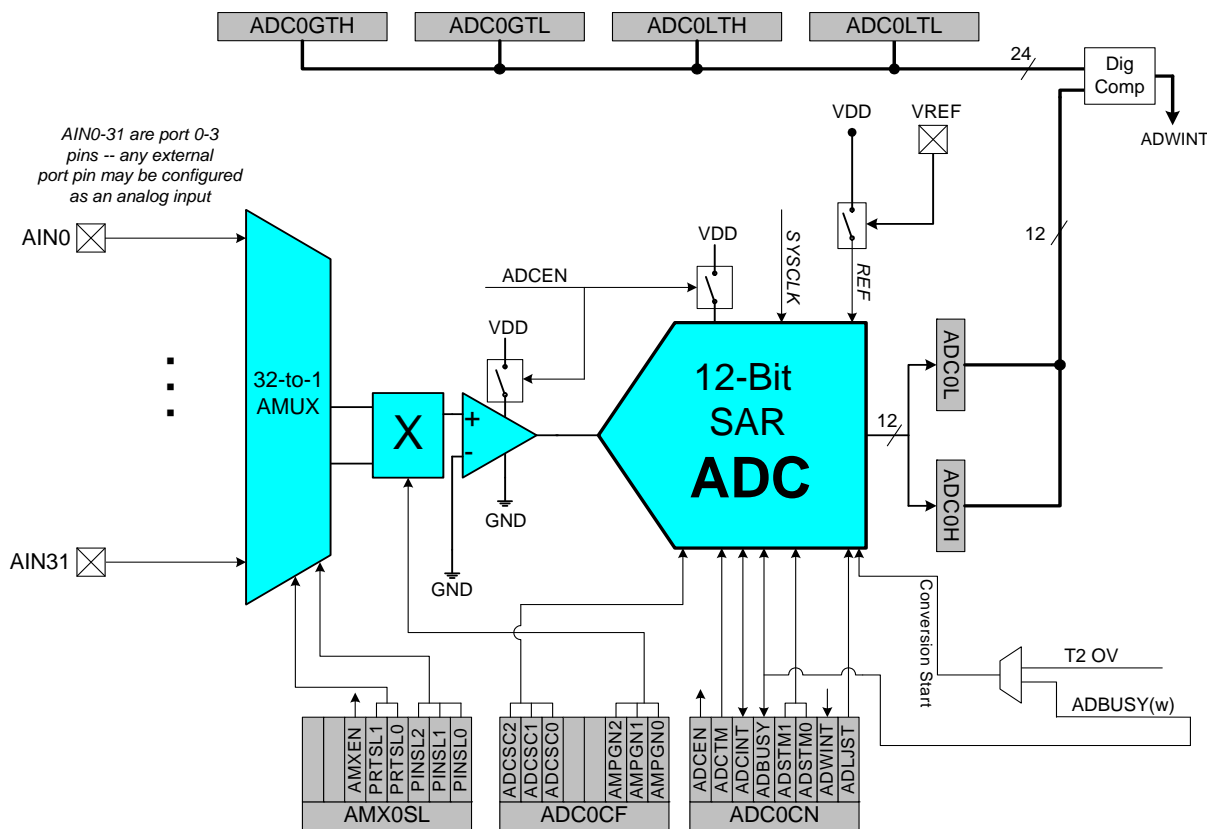 ADC0GTH
ADC0GTL
ADC0LTH
ADC0LTL
24
Dig
Comp
ADWINT
AIN0-31 are port 0-3
pins -- any external
port pin may be configured
as an analog input
VDD
VREF
AIN0
12
VDD
SYSCLK
REF
ADCEN
VDD
32-to-1
AMUX
X
+
-
12-Bit
SAR
ADC
12
ADC0L
ADC0H
GND
GND
AIN31
Conversion Start
T2 OV
ADBUSY(w)
AMXEN
PRTSL1
PRTSL0
PINSL2
PINSL1
PINSL0
AMX0SL
ADCSC2
ADCSC1
ADCSC0
AMPGN2
AMPGN1
AMPGN0
ADC0CF
ADCEN
ADCTM
ADCINT
ADBUSY
ADSTM1
ADSTM0
ADWINT
ADLJST
ADC0CN